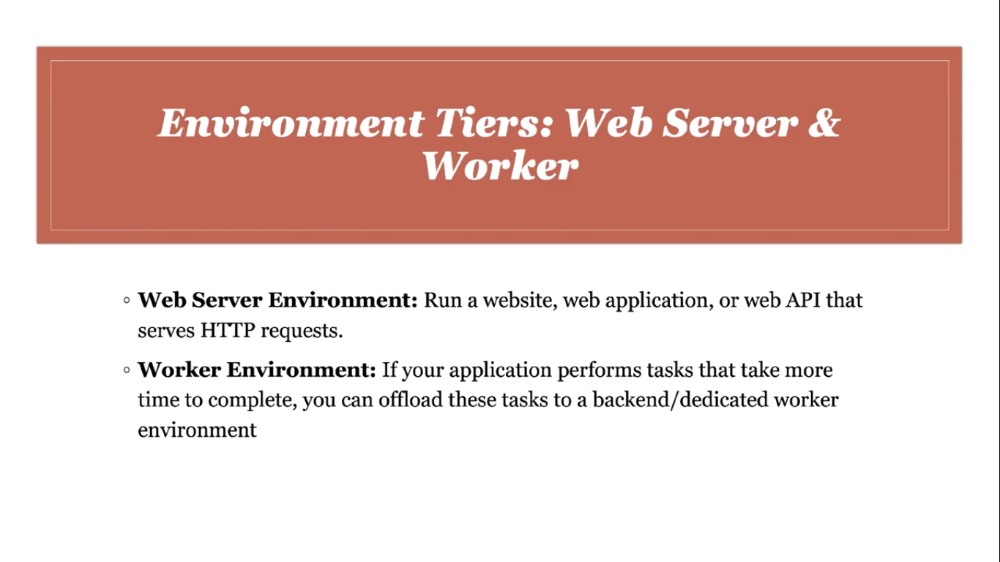 Environment Tiers: Web Server &
Worker
◦ Web Server Environment: Run a website, web application, or web API that
serves HTTP requests.
◦ Worker Environment: If your application performs tasks that take more
time to complete, you can offload these tasks to a backend/dedicated worker
environment